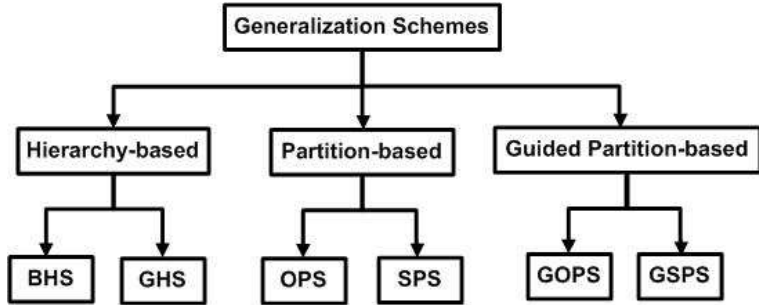 Generalization Schemes
Hierarchy-based
Partition-based
Guided Partition-based
BHS
GHS
OPS
SPS
GOPS
GSPS